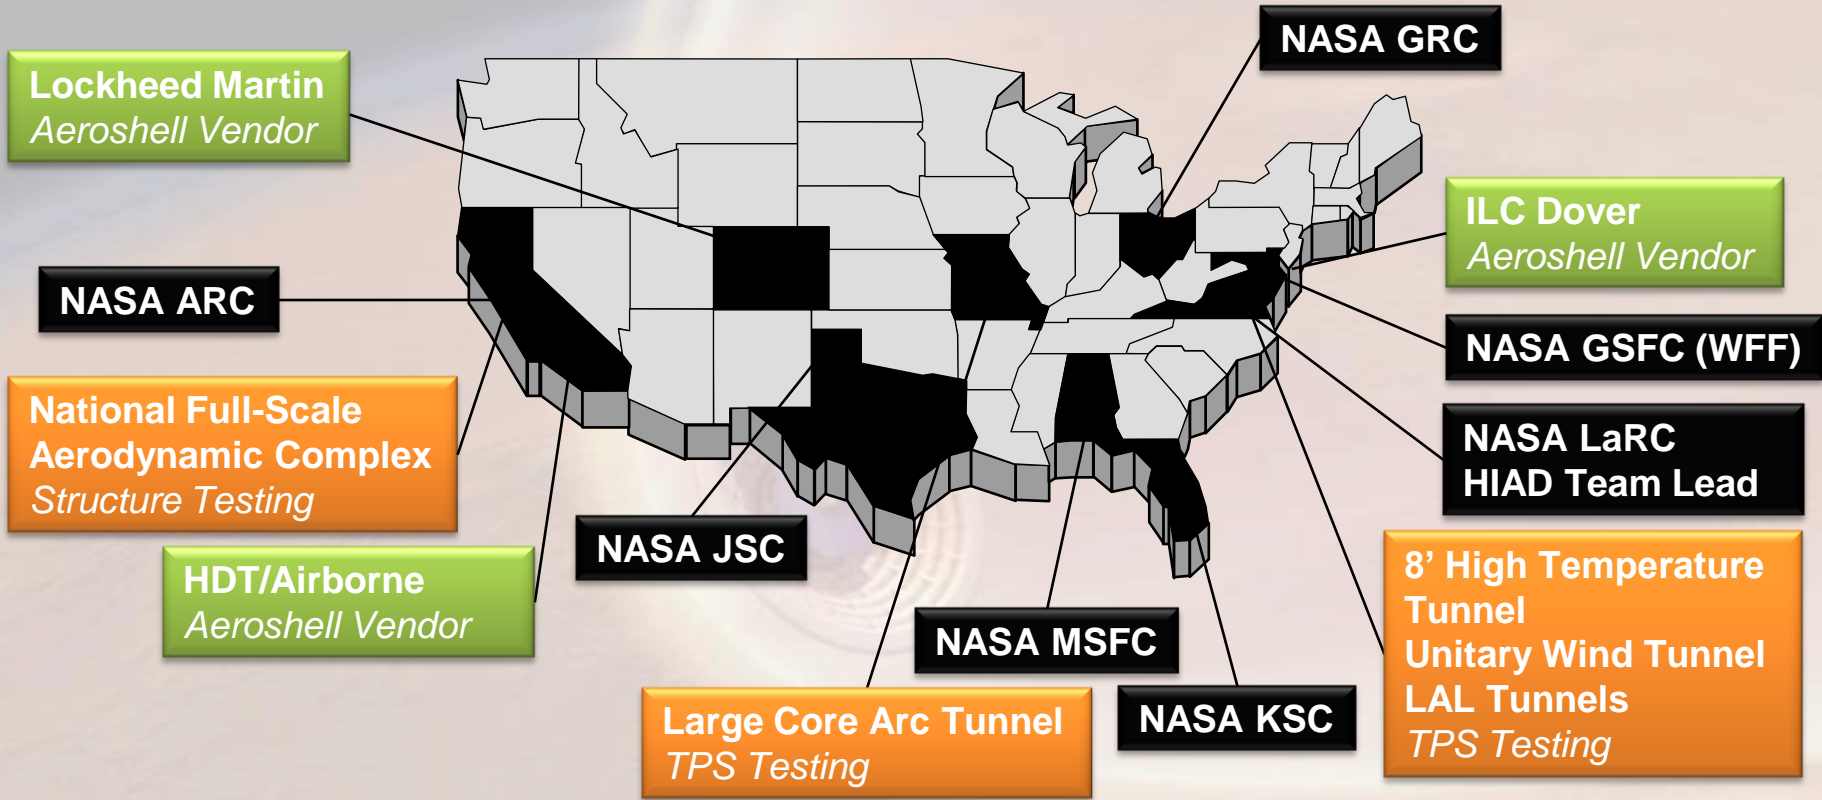 NASA GRC
Lockheed Martin
Aeroshell Vendor
ILC Dover
Aeroshell Vendor
NASA ARC
NASA GSFC (WFF)
National Full-Scale
Aerodynamic Complex
Structure Testing
NASA LaRC
HIAD Team Lead
NASA JSC
HDT/Airborne
Aeroshell Vendor
8’ High Temperature
Tunnel
Unitary Wind Tunnel
LAL Tunnels
TPS Testing
NASA MSFC
Large Core Arc Tunnel
TPS Testing
NASA KSC